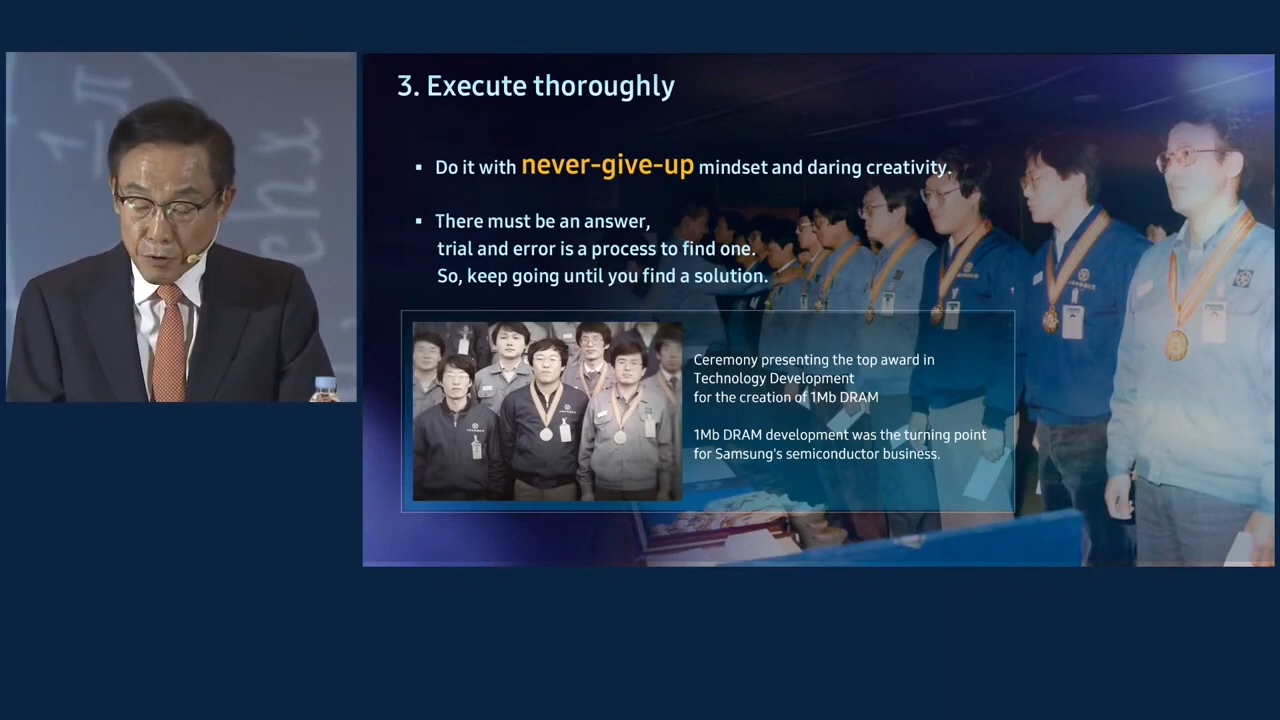 3. Execute thoroughly
▪ Do it with never-give-up mindset and daring creativity.
▪ There must be an answer,
trial and error is a process to find one.
So, keep going until you find a solution.
Ceremony presenting the top award in
Technology Development
for the creation of 1Mb DRAM
1Mb DRAM development was the turning point
for Samsung's semiconductor business.